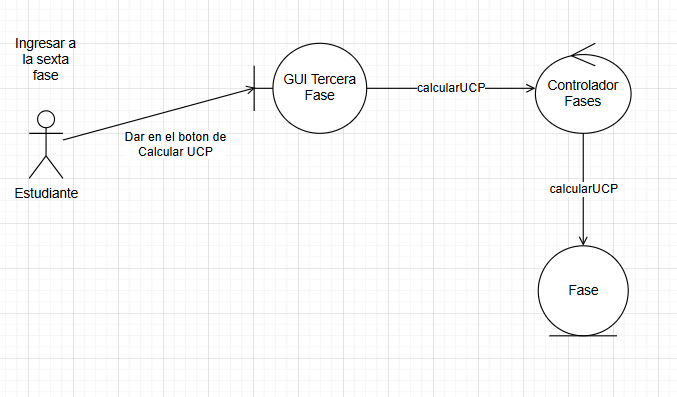 Ingresar a
la sexta
fase
GUI Tercera
Fase
calcularUCP
Controlador
Fases
Dar en el boton de
Calcular UCP
Estudiante
calcularUCP
Fase